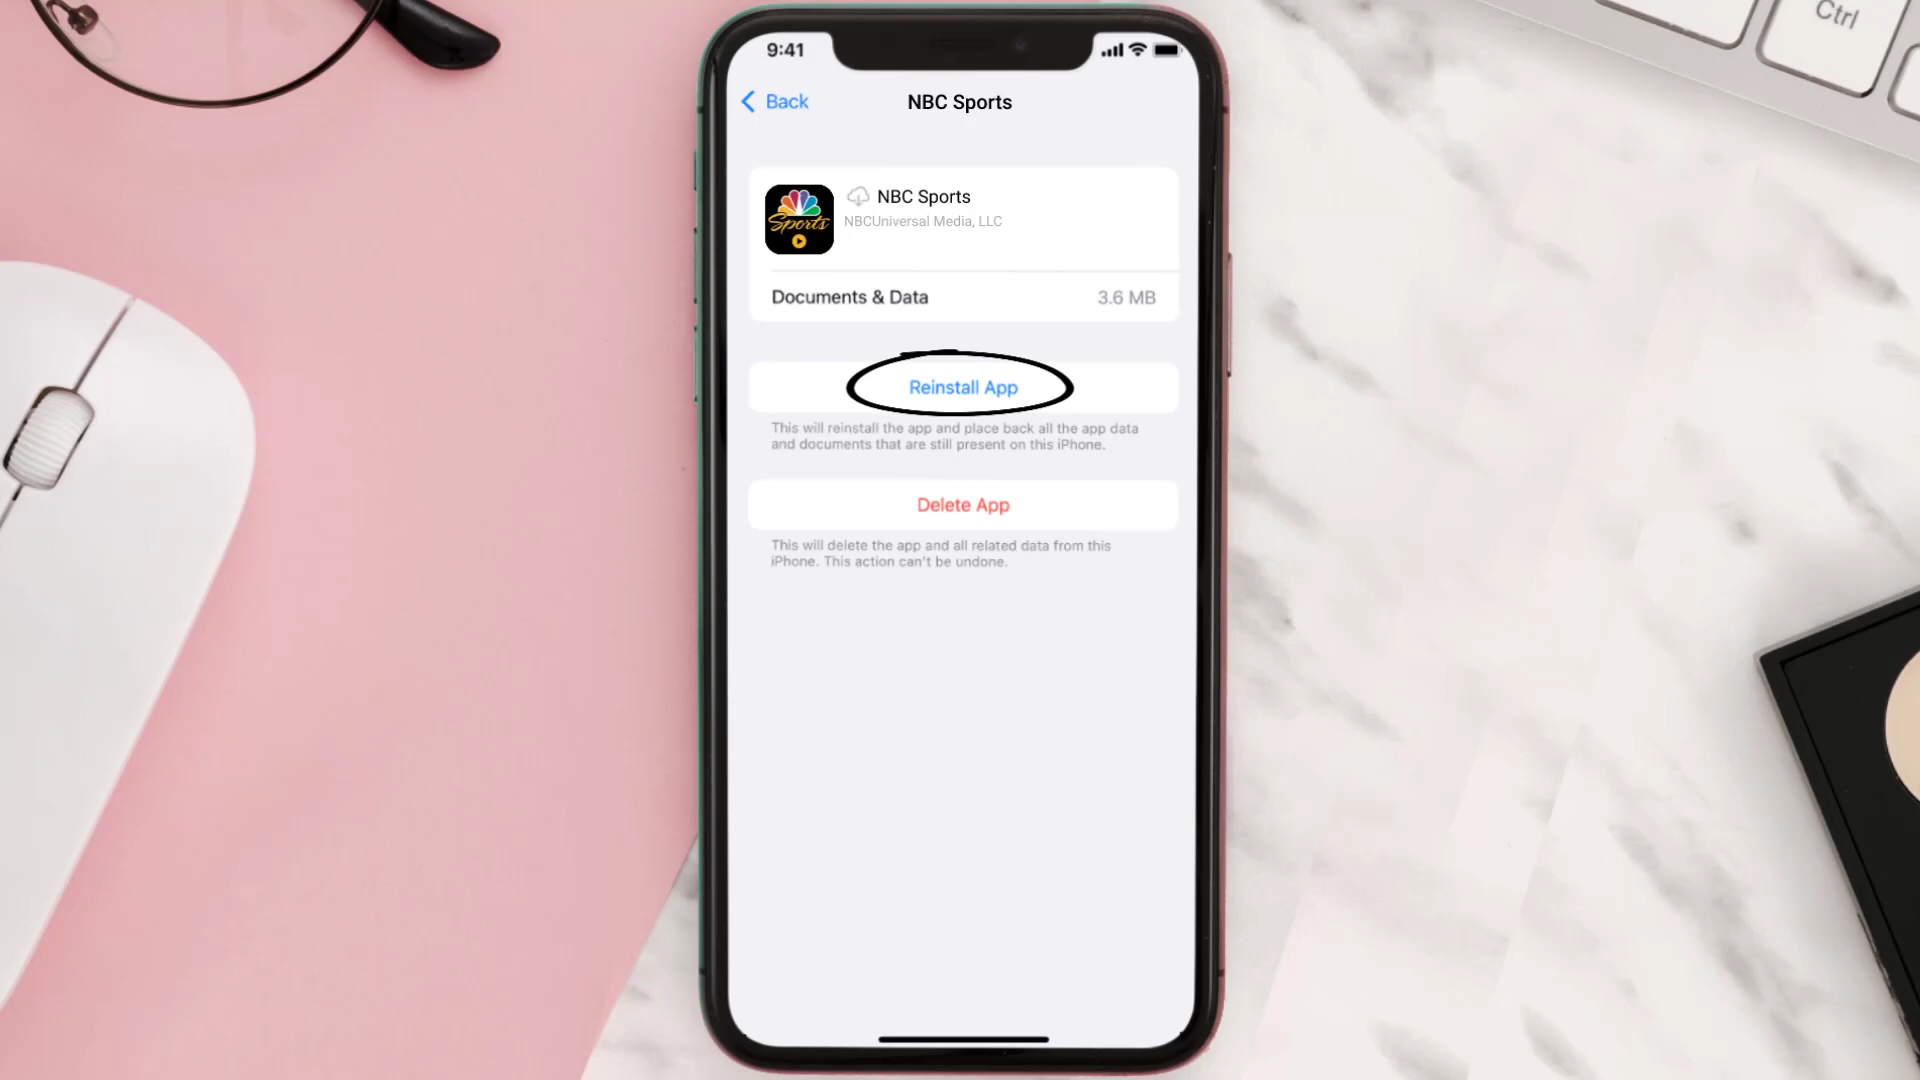 Ctrl
9:41
Back
NBC Sports
NBC Sports
NBCUniversal Media, LLC
Sports
Documents & Data
3.6 MB
Reinstall App
This will reinstall the app and place back all the app data
and documents that are still present on this iPhone.
Delete App
This will delete the app and all related data from this
iPhone. This action can't be undone.